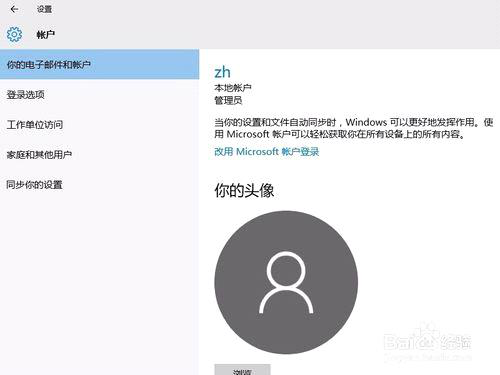 设置
帐户
你的电子邮件和帐户
登录选项
工作单位访问
家庭和其他用户
同步你的设置
zh
本地帐户
管理员
当你的设置和文件自动同步时，Windows 可以更好地发挥作用。使
用 Microsoft 帐户可以轻松获取你在所有设备上的所有内容。
改用 Microsoft 帐户登录
你的头像
浏览
Baidu 经验
jingyan.baidu.com